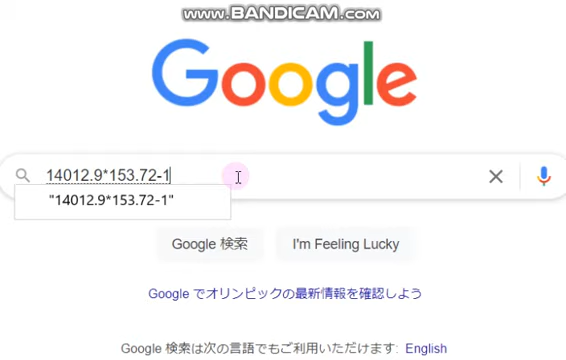 www.BANDICAM.com
Google
14012.9*153.72-1
"14012.9*153.72-1"
Google 検索
I'm Feeling Lucky
Google でオリンピックの最新情報を確認しよう
Google 検索は次の言語でもご利用いただけます: English